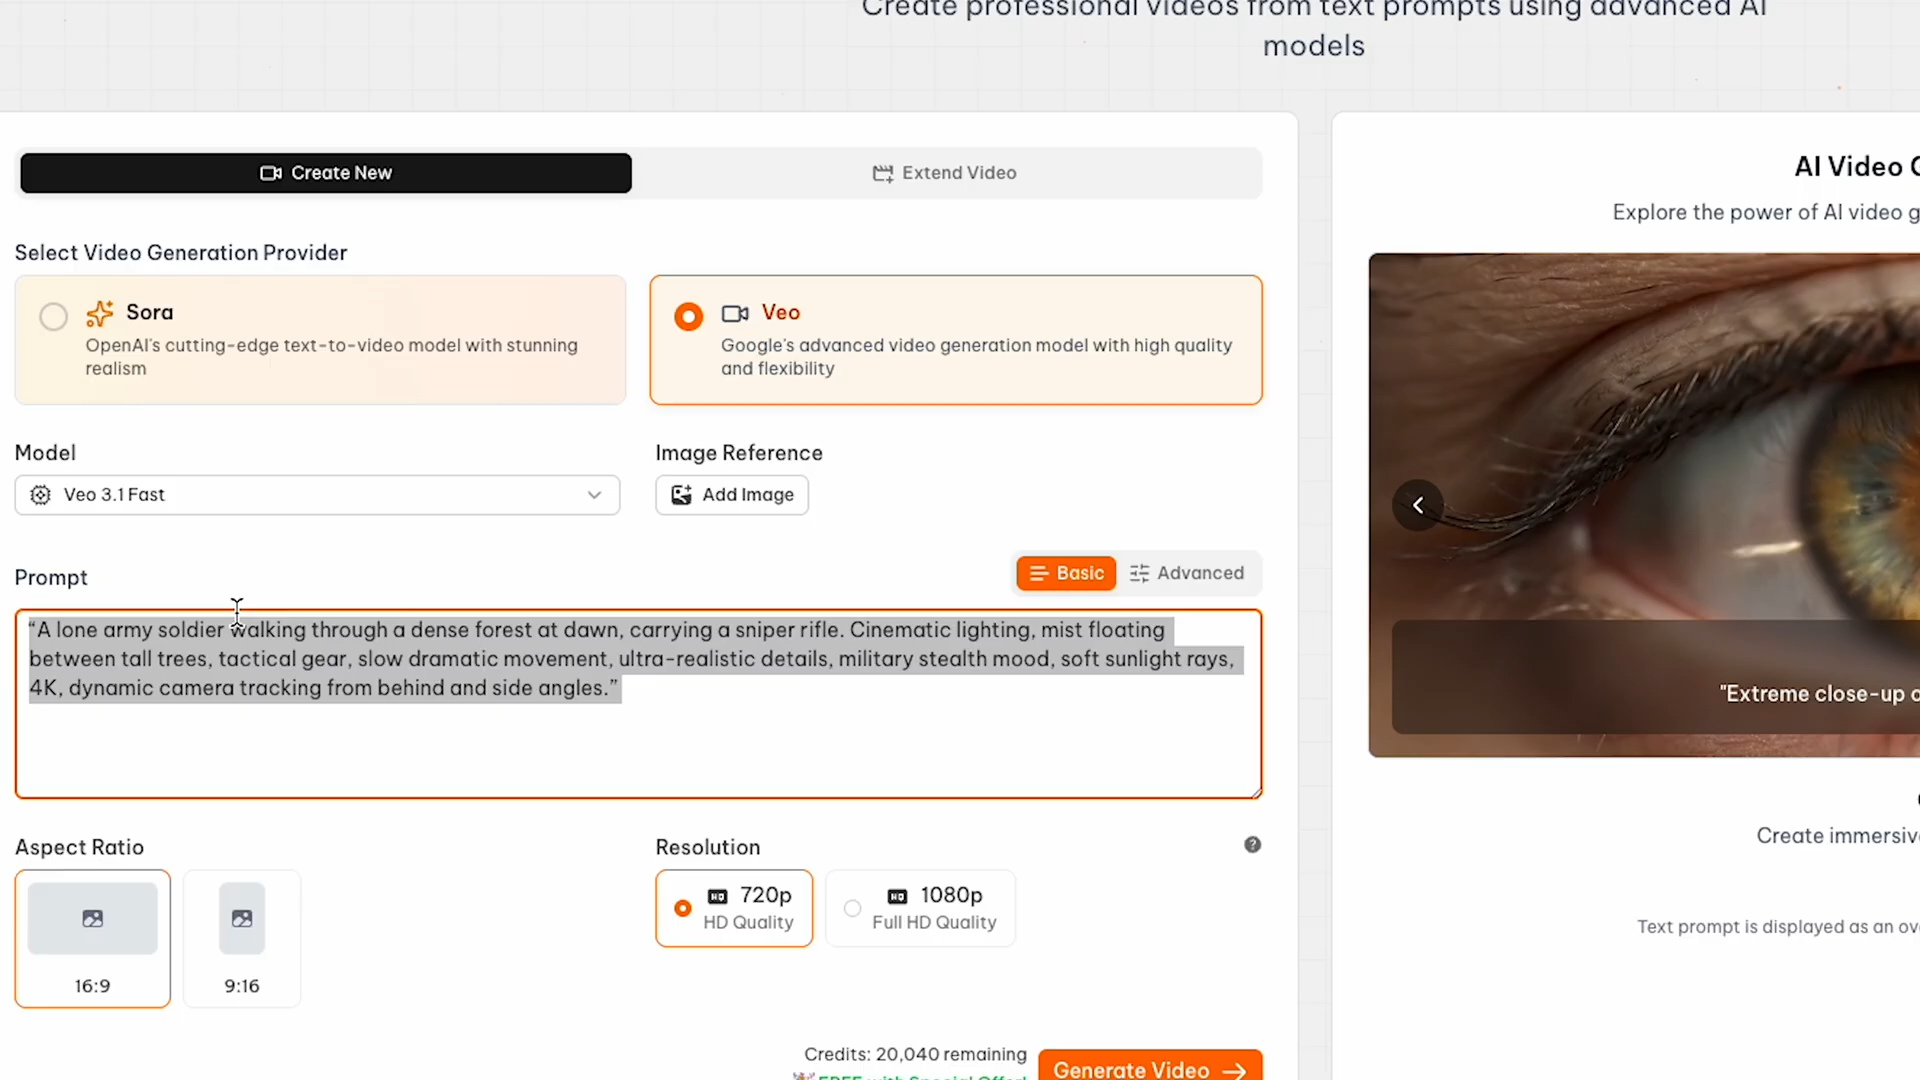 Create professional videos from text prompts using advanced AI
models
Create New
Extend Video
Select Video Generation Provider
Sora
OpenAI's cutting-edge text-to-video model with stunning
realism
Veo
Google's advanced video generation model with high quality
and flexibility
Model
Veo 3.1 Fast
Image Reference
Add Image
Prompt
Basic
Advanced
“A lone army soldier walking through a dense forest at dawn, carrying a sniper rifle. Cinematic lighting, mist floating
between tall trees, tactical gear, slow dramatic movement, ultra-realistic details, military stealth mood, soft sunlight rays,
4K, dynamic camera tracking from behind and side angles.”
Aspect Ratio
16:9
9:16
Resolution
HD 720p
HD Quality
HD 1080p
Full HD Quality
Credits: 20,040 remaining
FREE with Special Offer!
Generate Video
AI Video
Explore the power of AI video
"Extreme close-up
Create
Text prompt is displayed as an